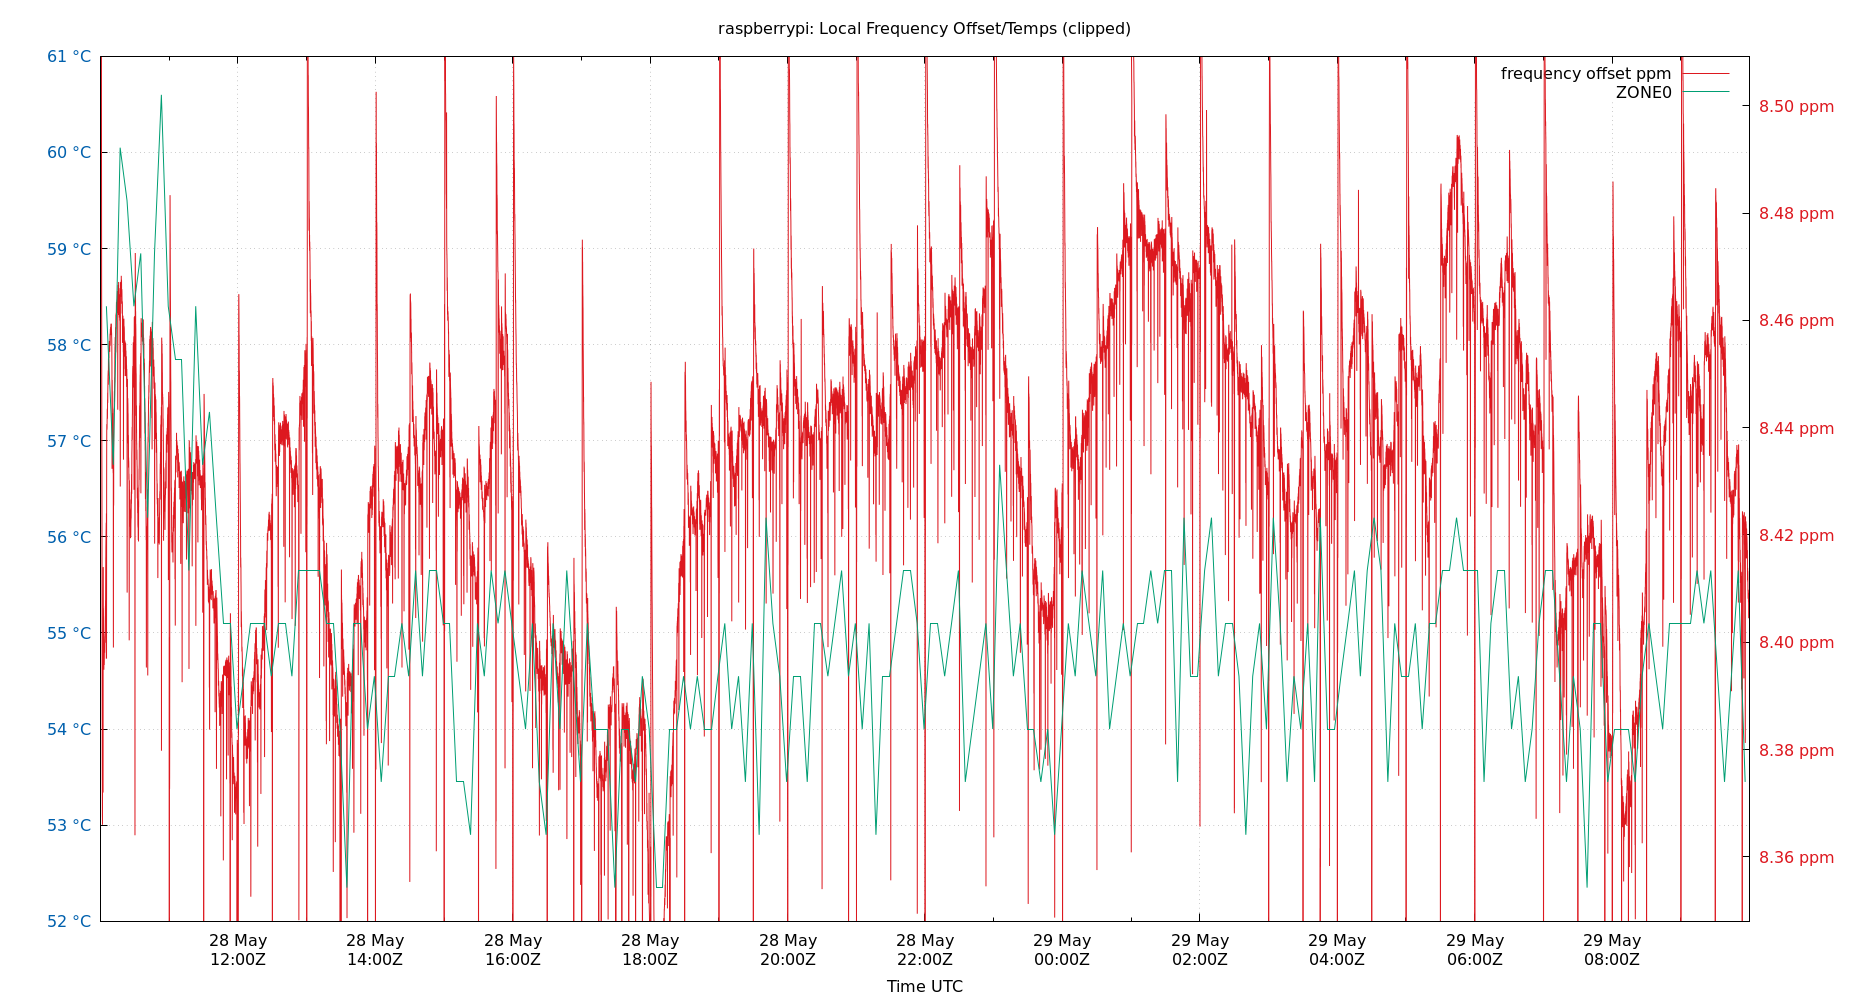 raspberrypi: Local Frequency Offset/Temps (clipped)
61 °C
60 °C
59 °C
58 °C
57 °C
56 °C
55 °C
54 °C
53 °C
52 °C
frequency offset ppm
ZONE0
8.50 ppm
8.48 ppm
8.46 ppm
8.44 ppm
8.42 ppm
8.40 ppm
8.38 ppm
8.36 ppm
28 May 28 May 28 May 28 May 28 May 28 May 29 May 29 May 29 May 29 May 29 May
12:00Z 14:00Z 16:00Z 18:00Z 20:00Z 22:00Z 00:00Z 02:00Z 04:00Z 06:00Z 08:00Z
Time UTC